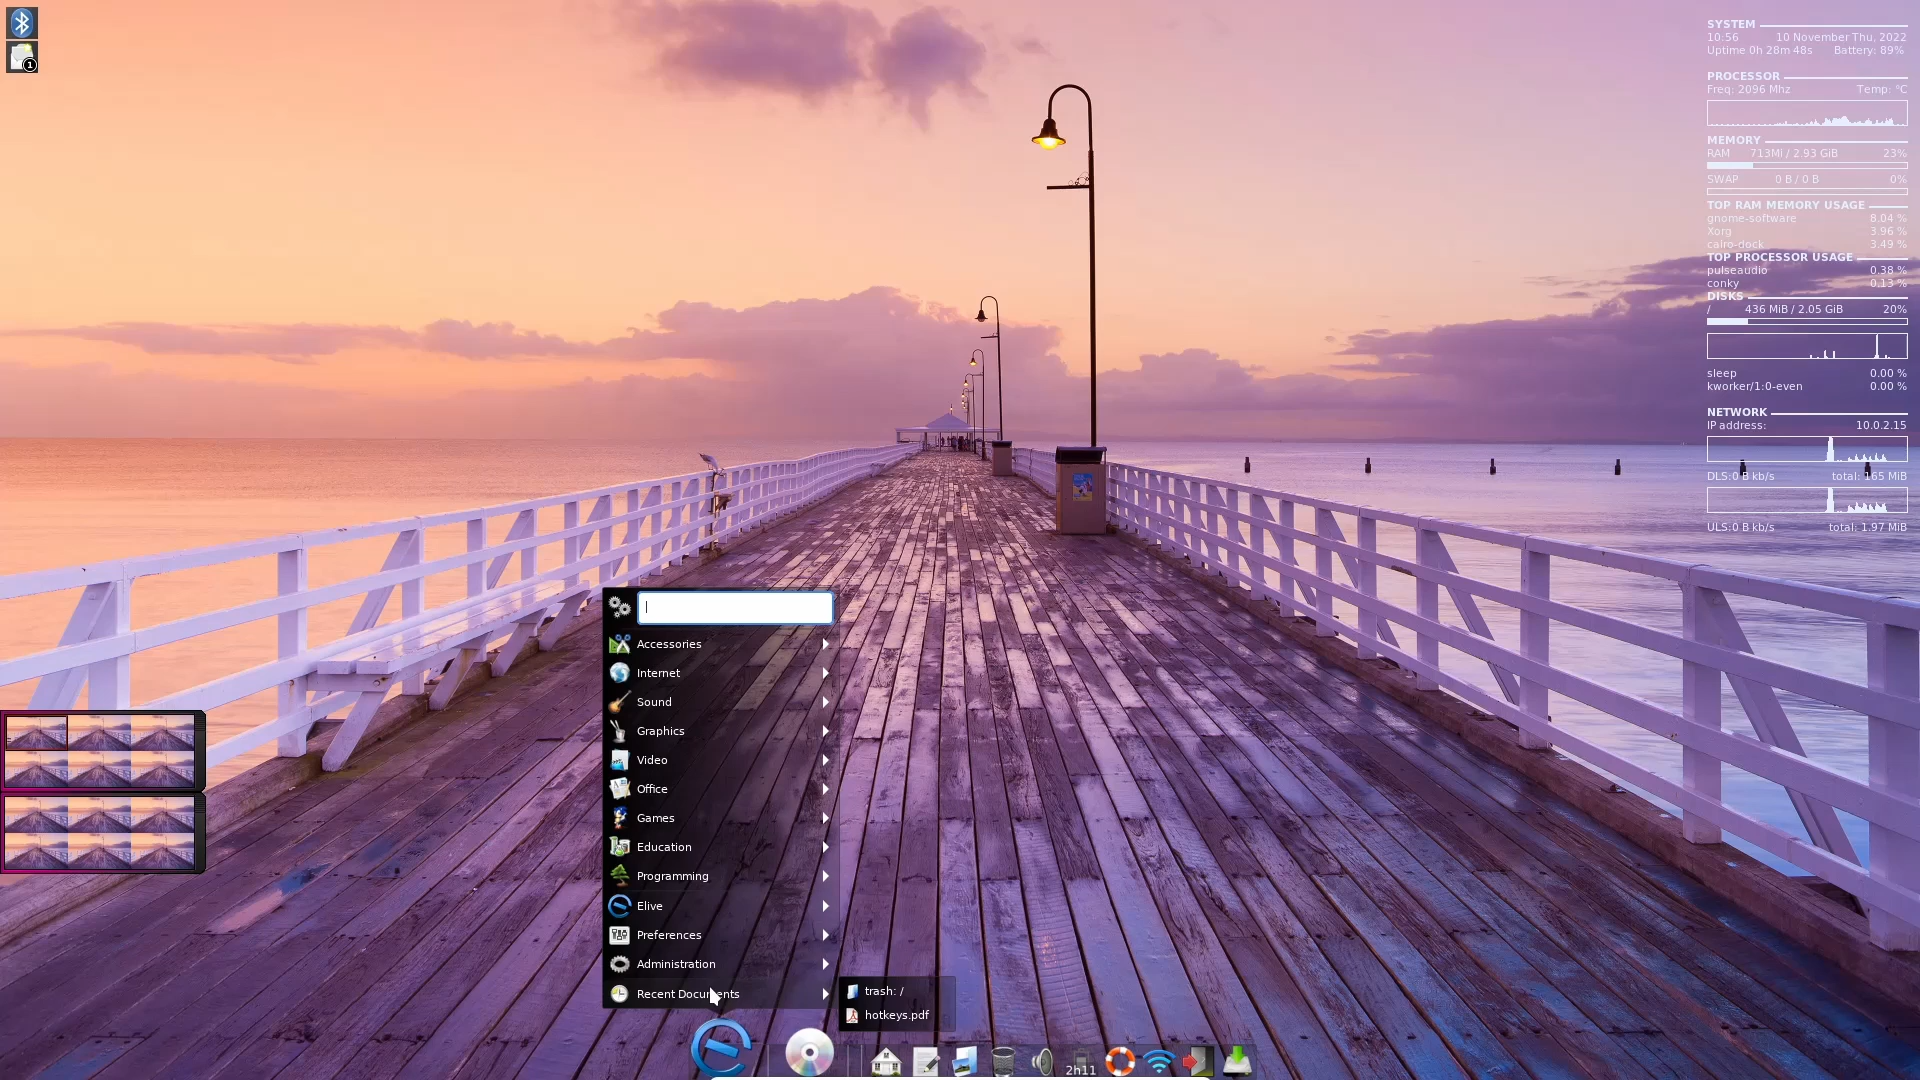 1
SYSTEM
10:56 10 November Thu, 2022
Uptime 0h 28m 48s Battery: 89%
PROCESSOR
Freq: 2096 Mhz Temp: °C
MEMORY
RAM 713Mi / 2.93 GiB 23%
SWAP 0 B / 0 B 0%
TOP RAM MEMORY USAGE
gnome-software 8.04 %
Xorg 3.96 %
cairo-dock 3.49 %
TOP PROCESSOR USAGE
pulseaudio 0.38 %
conky 0.13 %
DISKS
/ 436 MiB / 2.05 GiB 20%
sleep 0.00 %
kworker/1:0-even 0.00 %
NETWORK
IP address: 10.0.2.15
DLS:0 B kb/s total: 165 MiB
ULS:0 B kb/s total: 1.97 MiB
Accessories
Internet
Sound
Graphics
Video
Office
Games
Education
Programming
Elive
Preferences
Administration
Recent Documents
trash: /
hotkeys.pdf
2h11